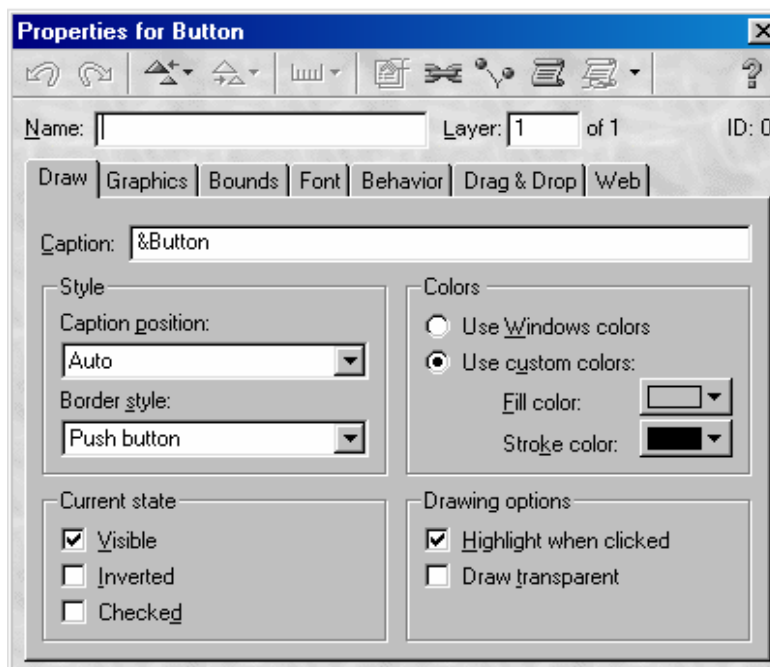 Properties for Button
Name: Layer: 1 of 1 ID: 0
Draw Graphics Bounds Font Behavior Drag & Drop Web
Caption: &Button
Style
Caption position:
Auto
Border style:
Push button
Colors
Use Windows colors
Use custom colors:
Fill color:
Stroke color:
Current state
Visible
Inverted
Checked
Drawing options
Highlight when clicked
Draw transparent